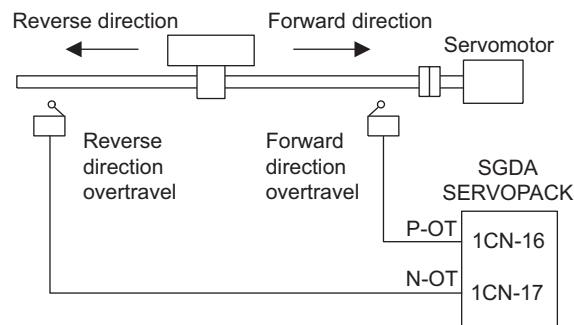 Reverse direction
Forward direction
Servomotor
Reverse
direction
overtravel
Forward
direction
overtravel
SGDA
SERVOPACK
P-OT
1CN-16
N-OT
1CN-17